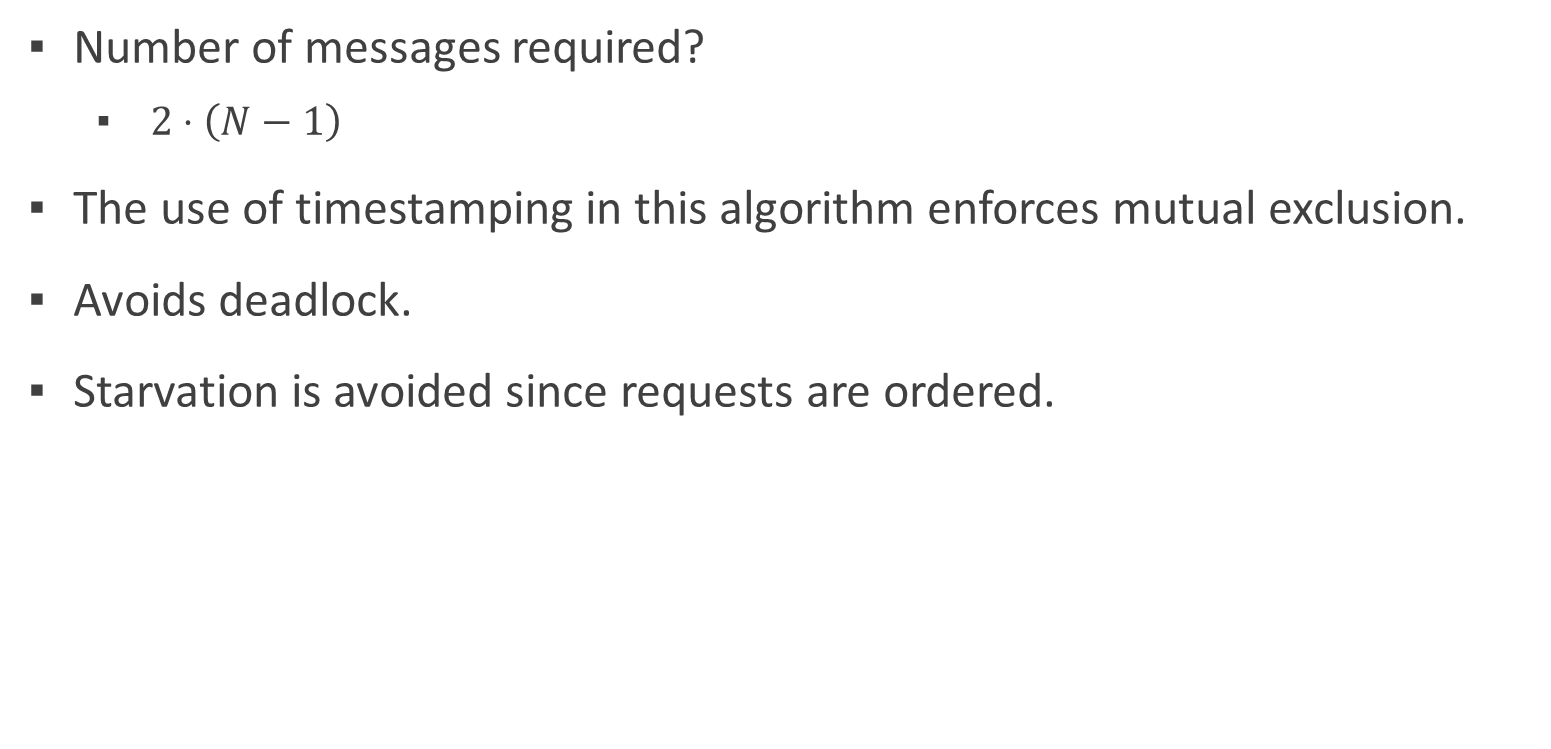 ▪ Number of messages required?
▪ 2 · (N − 1)
▪ The use of timestamping in this algorithm enforces mutual exclusion.
▪ Avoids deadlock.
▪ Starvation is avoided since requests are ordered.